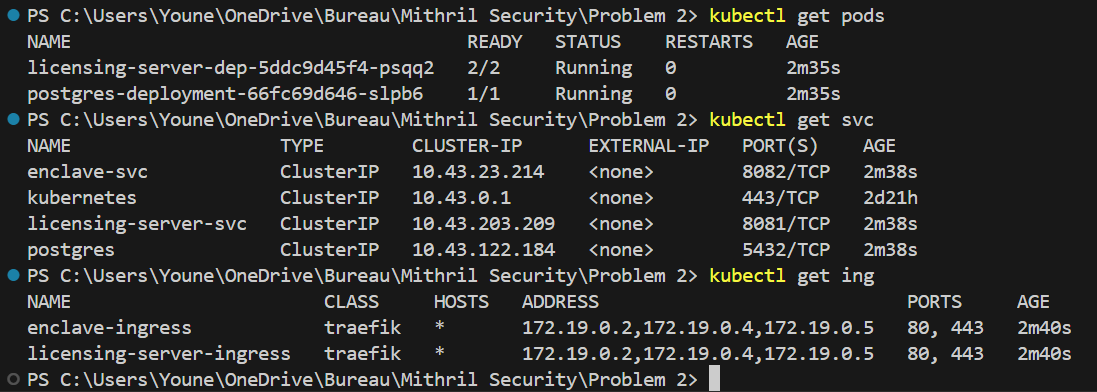 PS C:\Users\Youne\OneDrive\Bureau\Mithril Security\Problem 2> kubectl get pods
NAME READY STATUS RESTARTS AGE
licensing-server-dep-5ddc9d45f4-psqq2 2/2 Running 0 2m35s
postgres-deployment-66fc69d646-slpb6 1/1 Running 0 2m35s
PS C:\Users\Youne\OneDrive\Bureau\Mithril Security\Problem 2> kubectl get svc
NAME TYPE CLUSTER-IP EXTERNAL-IP PORT(S) AGE
enclave-svc ClusterIP 10.43.23.214 <none> 8082/TCP 2m38s
kubernetes ClusterIP 10.43.0.1 <none> 443/TCP 2d21h
licensing-server-svc ClusterIP 10.43.203.209 <none> 8081/TCP 2m38s
postgres ClusterIP 10.43.122.184 <none> 5432/TCP 2m38s
PS C:\Users\Youne\OneDrive\Bureau\Mithril Security\Problem 2> kubectl get ing
NAME CLASS HOSTS ADDRESS PORTS AGE
enclave-ingress traefik * 172.19.0.2,172.19.0.4,172.19.0.5 80, 443 2m40s
licensing-server-ingress traefik * 172.19.0.2,172.19.0.4,172.19.0.5 80, 443 2m40s
PS C:\Users\Youne\OneDrive\Bureau\Mithril Security\Problem 2>